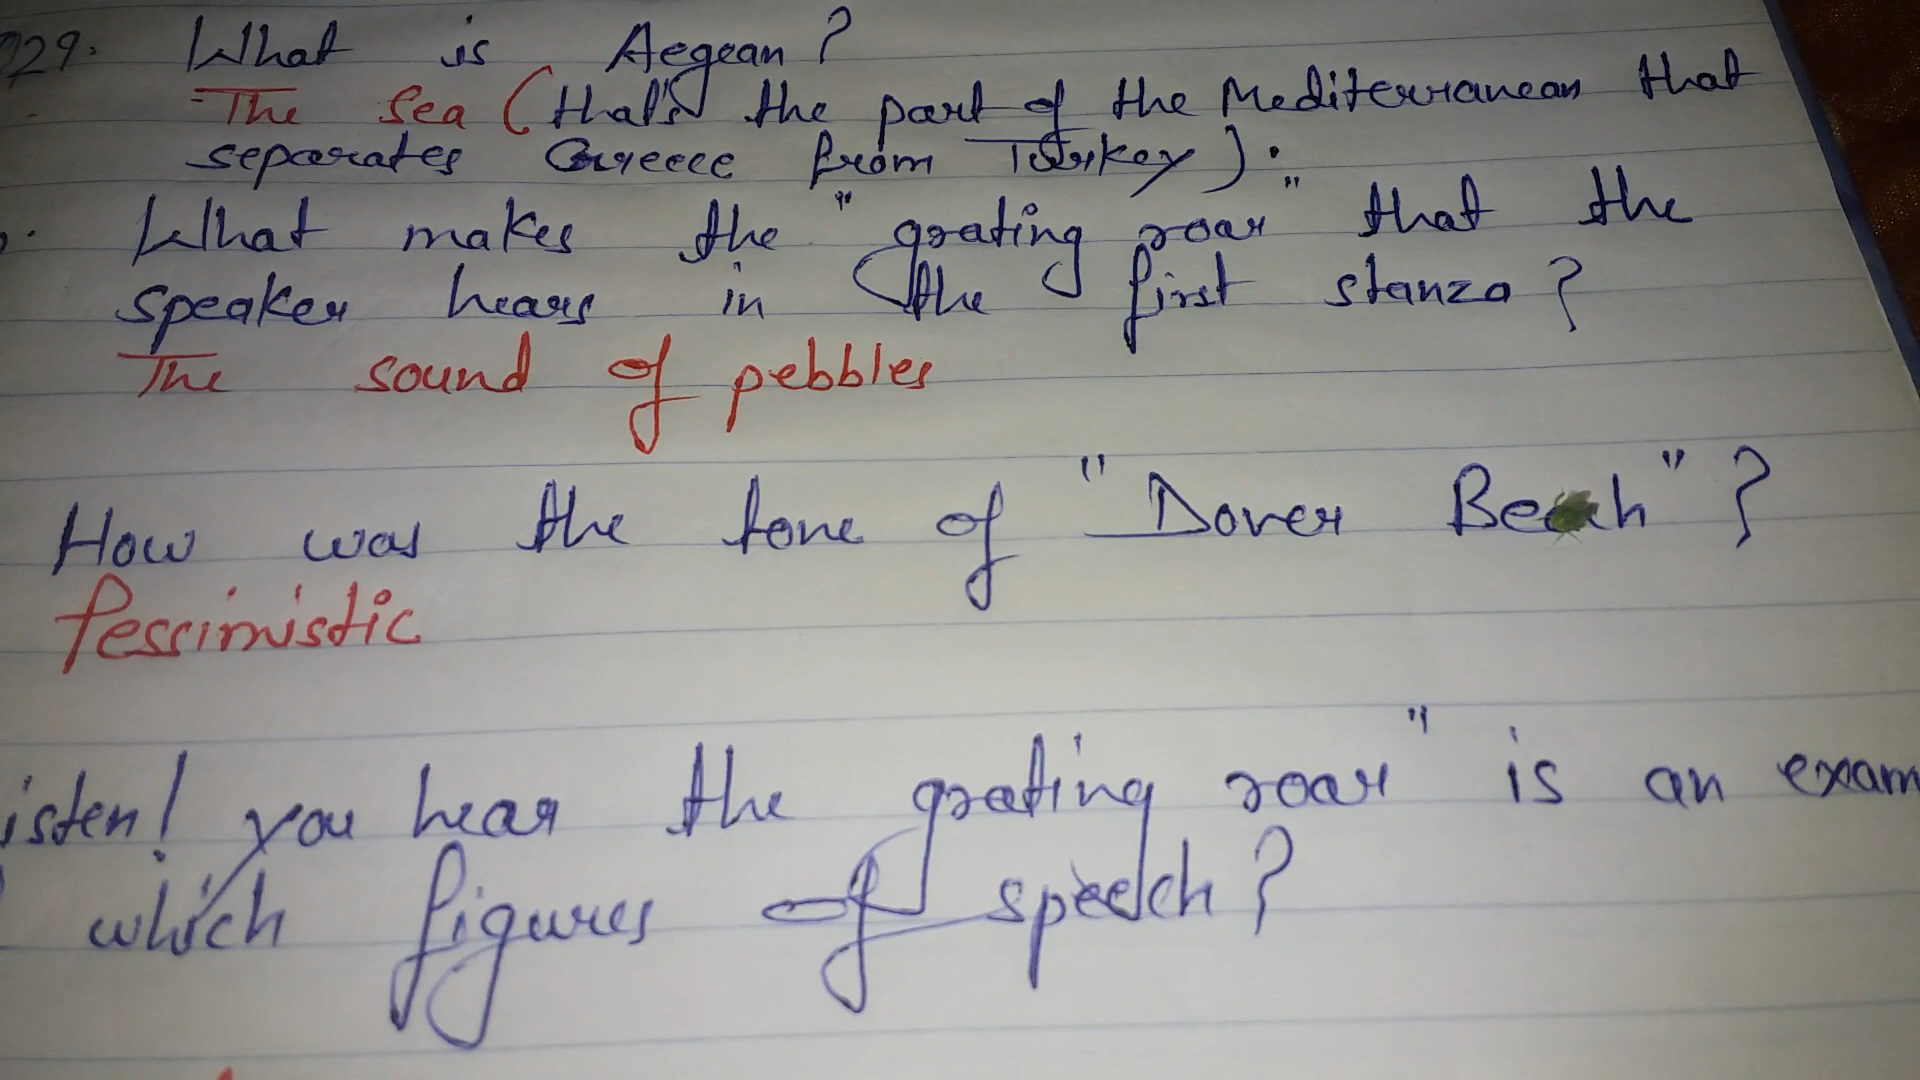 929. What is Aegean?
- The Sea (that's the part of the Mediterranean that
separates Greece from Turkey).
What makes the "grating roar" that the
speaker hears in the first stanza?
The sound of pebbles
How was the tone of "Dover Beach"?
Pessimistic
isten! you hear the grating roar" is an exam
which figures of speech?